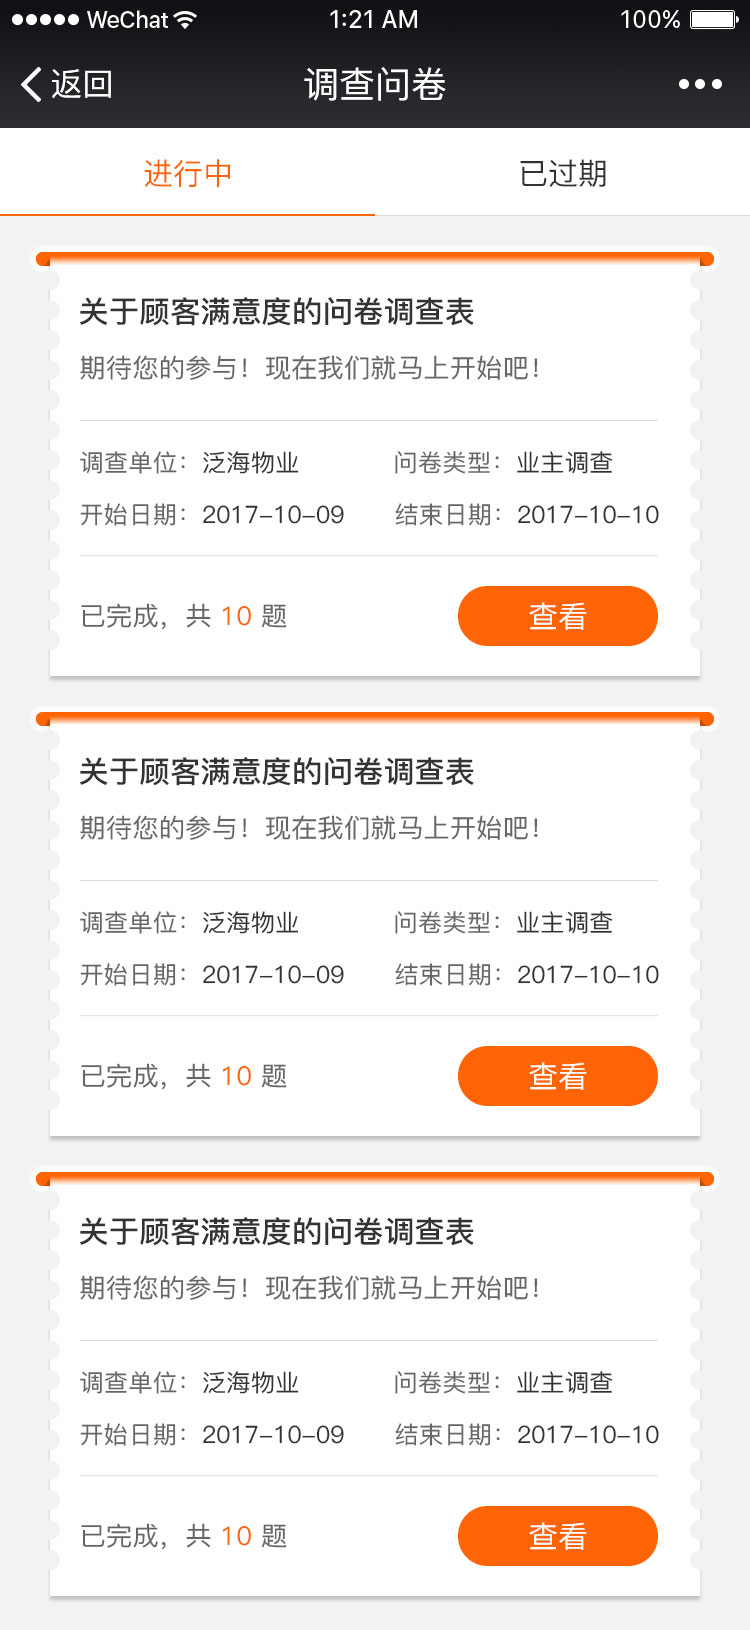 WeChat 1:21 AM 100%
返回 调查问卷
进行中 已过期
关于顾客满意度的问卷调查表
期待您的参与！现在我们就马上开始吧！
调查单位：泛海物业 问卷类型：业主调查
开始日期：2017-10-09 结束日期：2017-10-10
已完成，共 10 题 查看
关于顾客满意度的问卷调查表
期待您的参与！现在我们就马上开始吧！
调查单位：泛海物业 问卷类型：业主调查
开始日期：2017-10-09 结束日期：2017-10-10
已完成，共 10 题 查看
关于顾客满意度的问卷调查表
期待您的参与！现在我们就马上开始吧！
调查单位：泛海物业 问卷类型：业主调查
开始日期：2017-10-09 结束日期：2017-10-10
已完成，共 10 题 查看